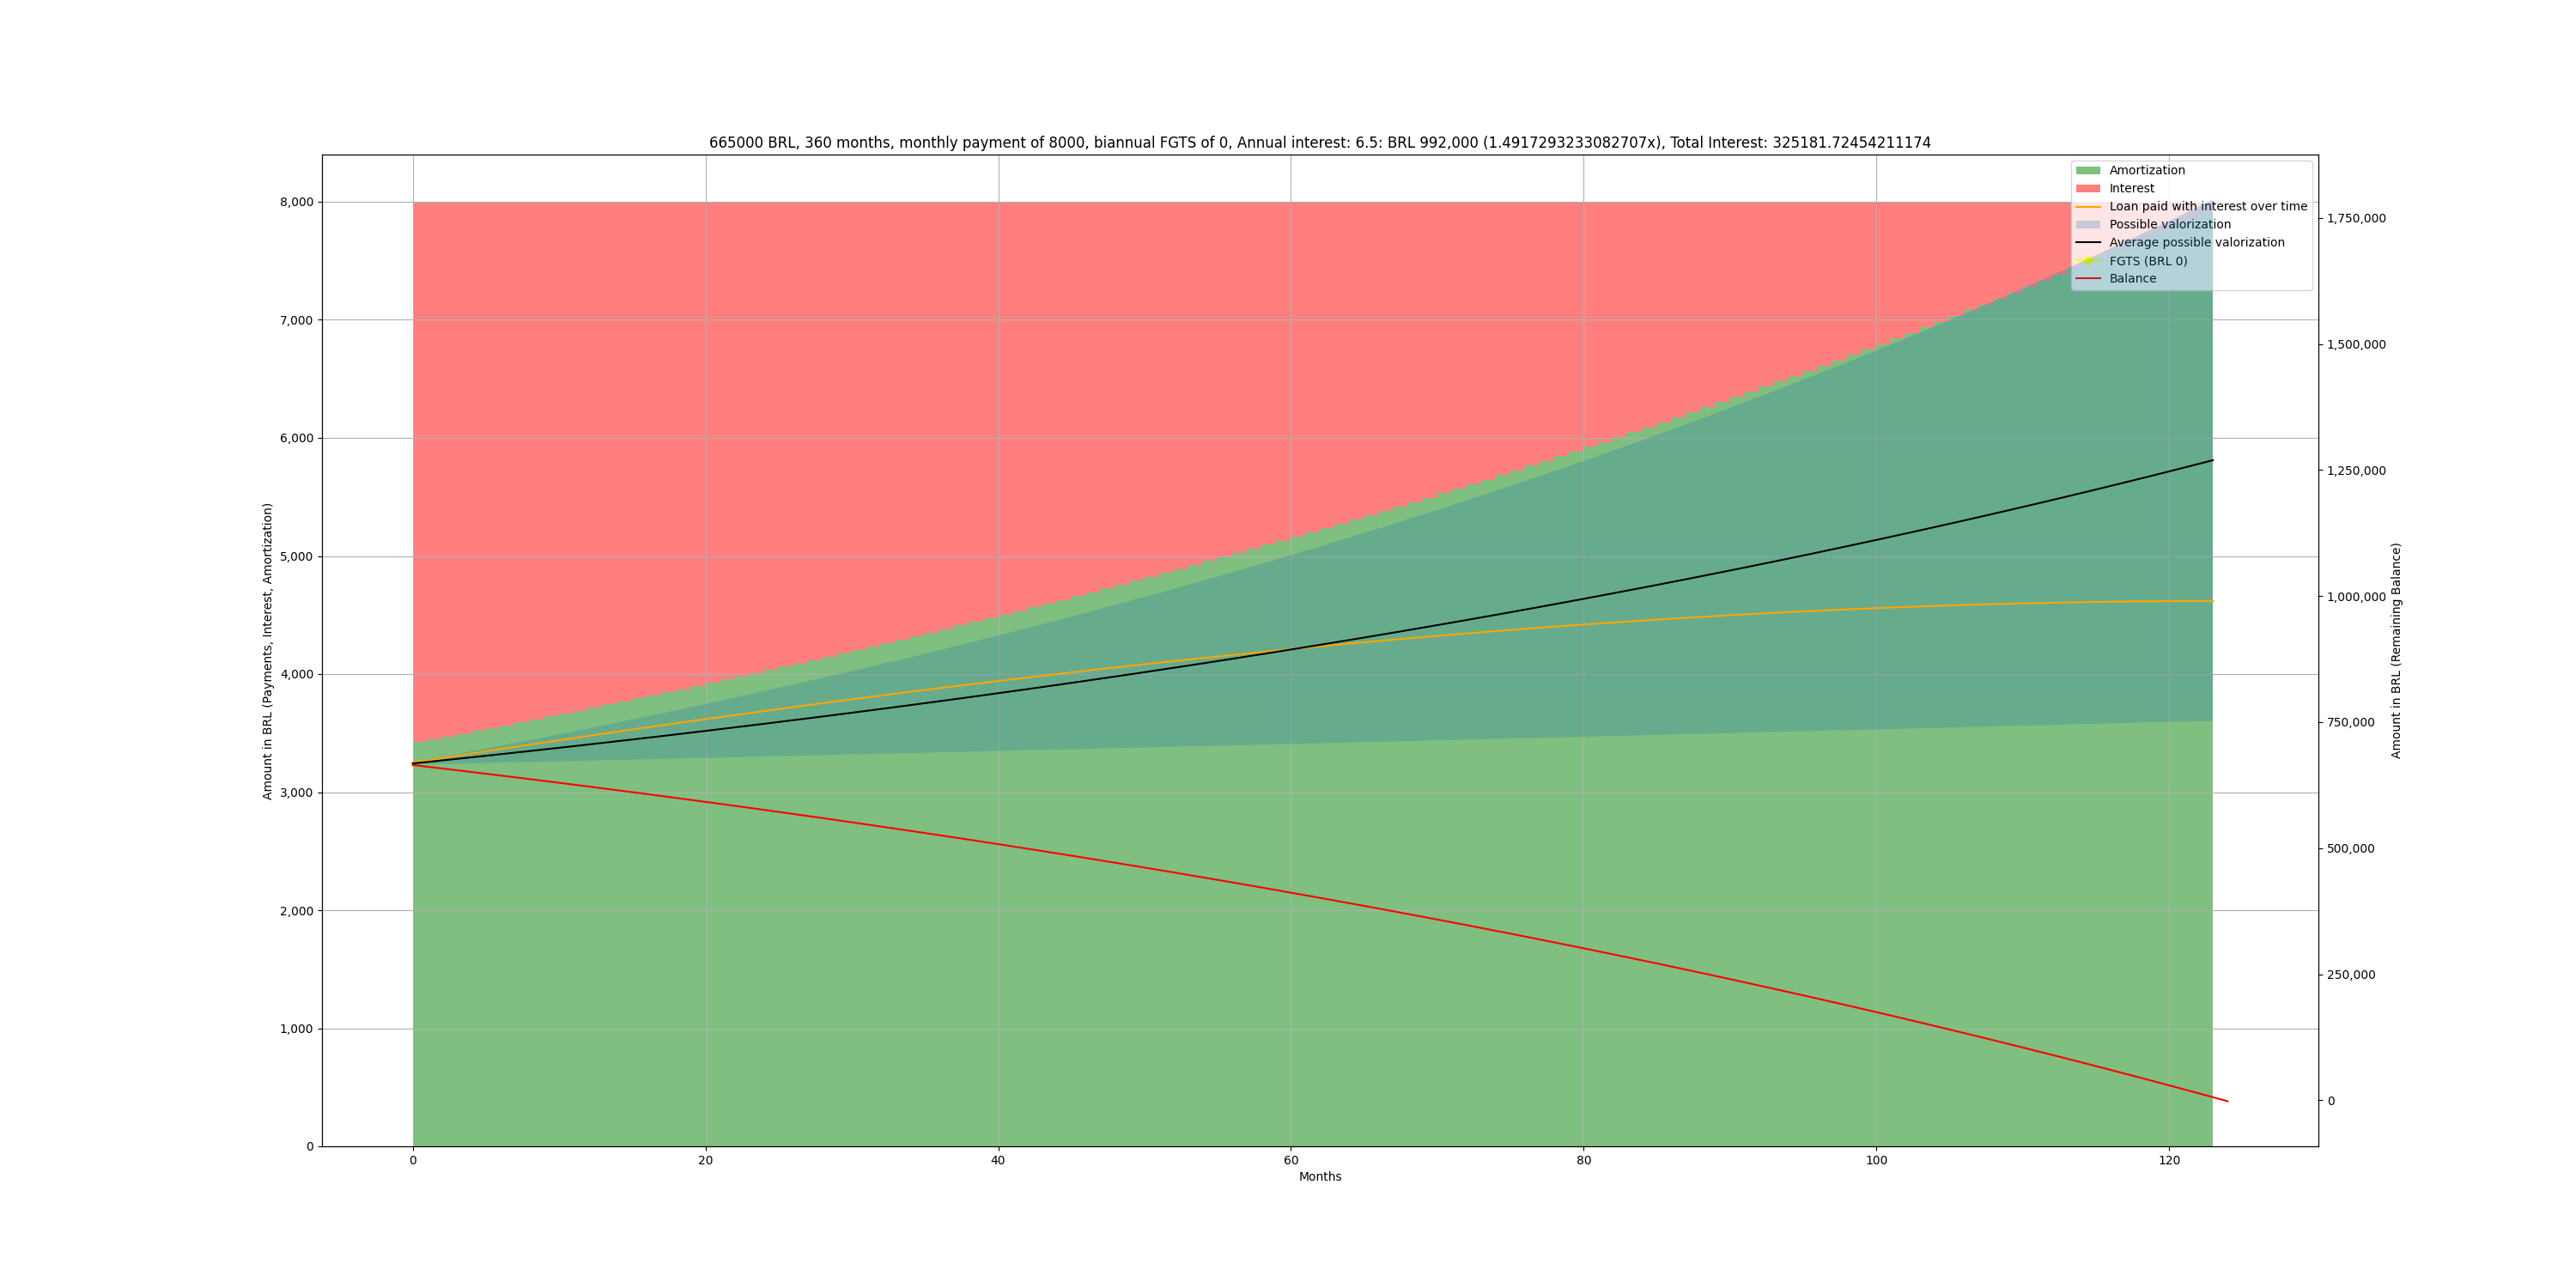 665000 BRL, 360 months, monthly payment of 8000, biannual FGTS of 0, Annual interest: 6.5: BRL 992,000 (1.4917293233082707x), Total Interest: 325181.72454211174
Amortization
Interest
Loan paid with interest over time
Possible valorization
Average possible valorization
FGTS (BRL 0)
Balance
Amount in BRL (Payments, Interest, Amortization)
8,000
7,000
6,000
5,000
4,000
3,000
2,000
1,000
0
1,750,000
1,500,000
1,250,000
1,000,000
750,000
500,000
250,000
0
Amount in BRL (Remaining Balance)
0 20 40 60 80 100 120
Months